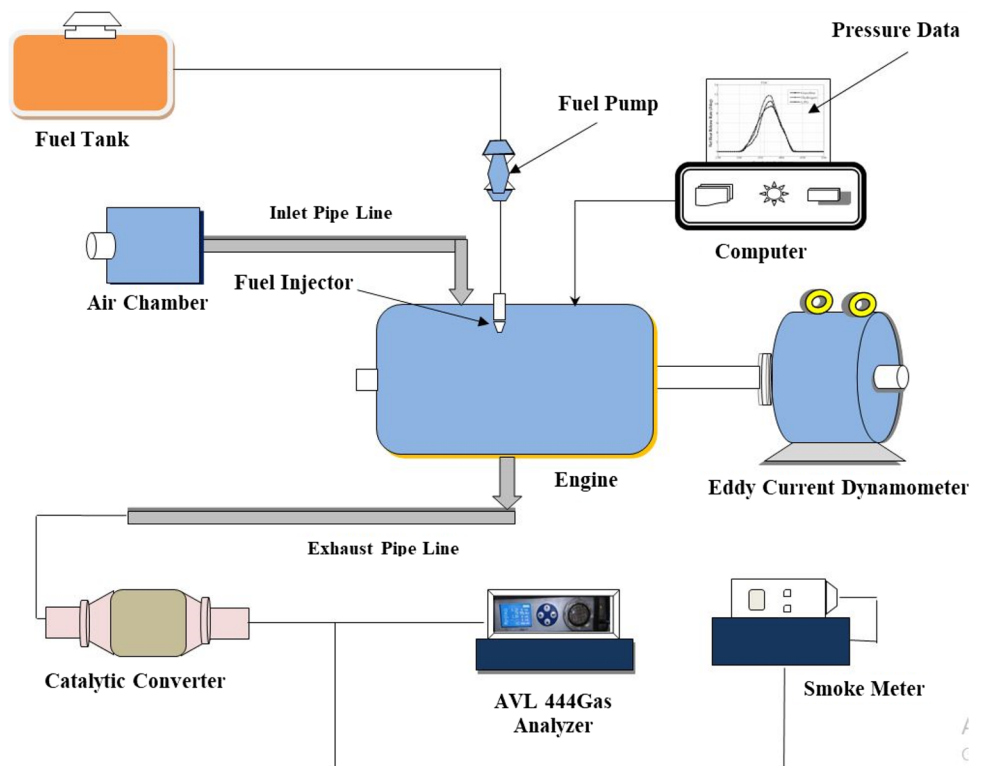 Pressure Data
Fuel Pump
Fuel Tank
Inlet Pipe Line
Computer
Fuel Injector
Air Chamber
Engine
Eddy Current Dynamometer
Exhaust Pipe Line
Catalytic Converter
AVL 444Gas
Analyzer
Smoke Meter